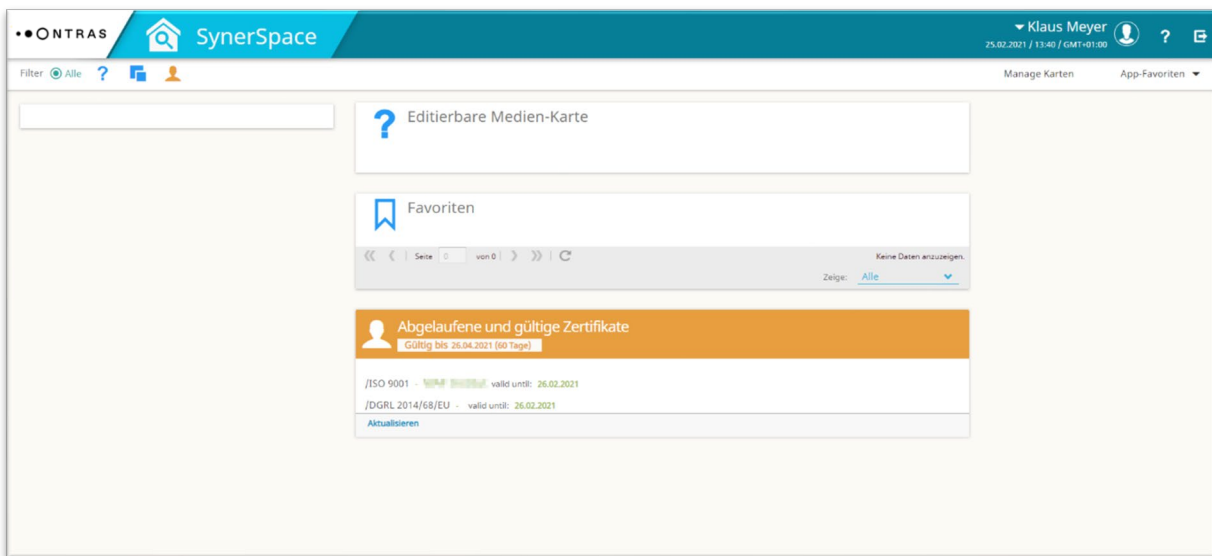 ONTRAS
SynerSpace
Klaus Meyer
25.02.2021 / 13:40 / GMT+01:00
?
Filter Alle ?
Manage Karten
App-Favoriten
? Editierbare Medien-Karte
Favoriten
Seite 0 von 0
Keine Daten anzuzeigen.
Zeige: Alle
Abgelaufene und gültige Zertifikate
Gültig bis 26.04.2021 (60 Tage)
/ISO 9001 - valid until: 26.02.2021
/DGRL 2014/68/EU - valid until: 26.02.2021
Aktualisieren